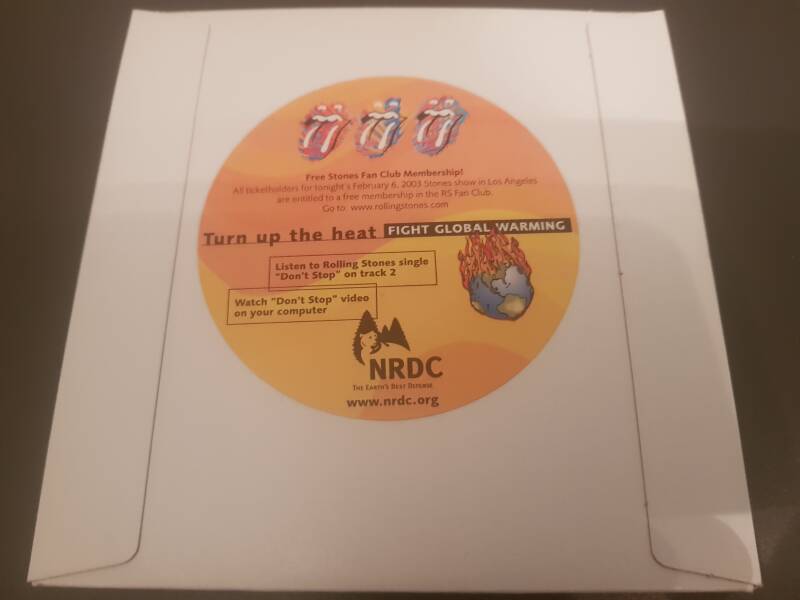 Free Stones Fan Club Membership!
All ticketholders for tonight's February 6, 2003 Stones show in Los Angeles
are entitled to a free membership in the RS Fan Club.
Go to: www.rollingstones.com
Turn up the heat FIGHT GLOBAL WARMING
Listen to Rolling Stones single
"Don't Stop" on track 2
Watch "Don't Stop" video
on your computer
NRDC
THE EARTH'S BEST DEFENSE
www.nrdc.org